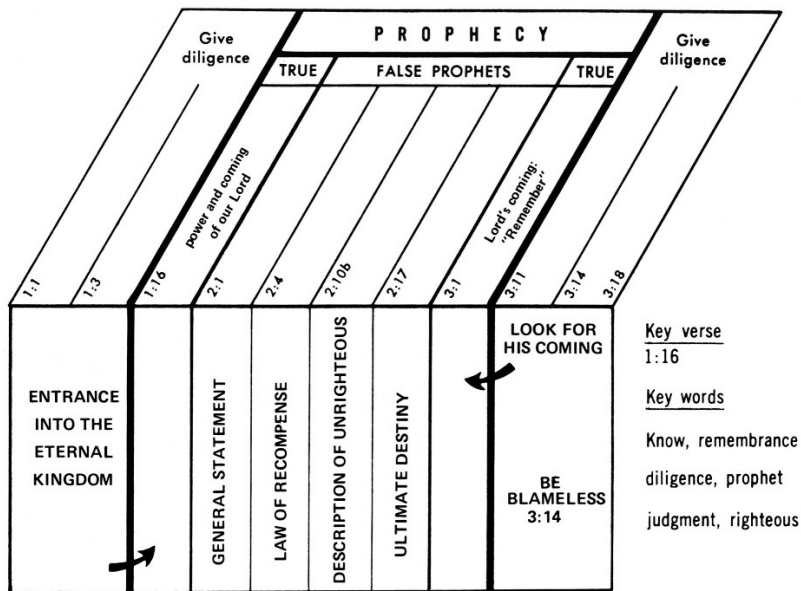 PROPHECY
Give
diligence
TRUE
FALSE PROPHETS
TRUE
Give
diligence
power and coming
of our Lord
Lord's coming:
"Remember"
1:1
1:3
1:16
2:1
2:4
2:10b
2:17
3:1
3:11
3:14
3:18
ENTRANCE
INTO THE
ETERNAL
KINGDOM
GENERAL STATEMENT
LAW OF RECOMPENSE
DESCRIPTION OF UNRIGHTEOUS
ULTIMATE DESTINY
LOOK FOR
HIS COMING
BE
BLAMELESS
3:14
Key verse
1:16
Key words
Know, remembrance
diligence, prophet
judgment, righteous